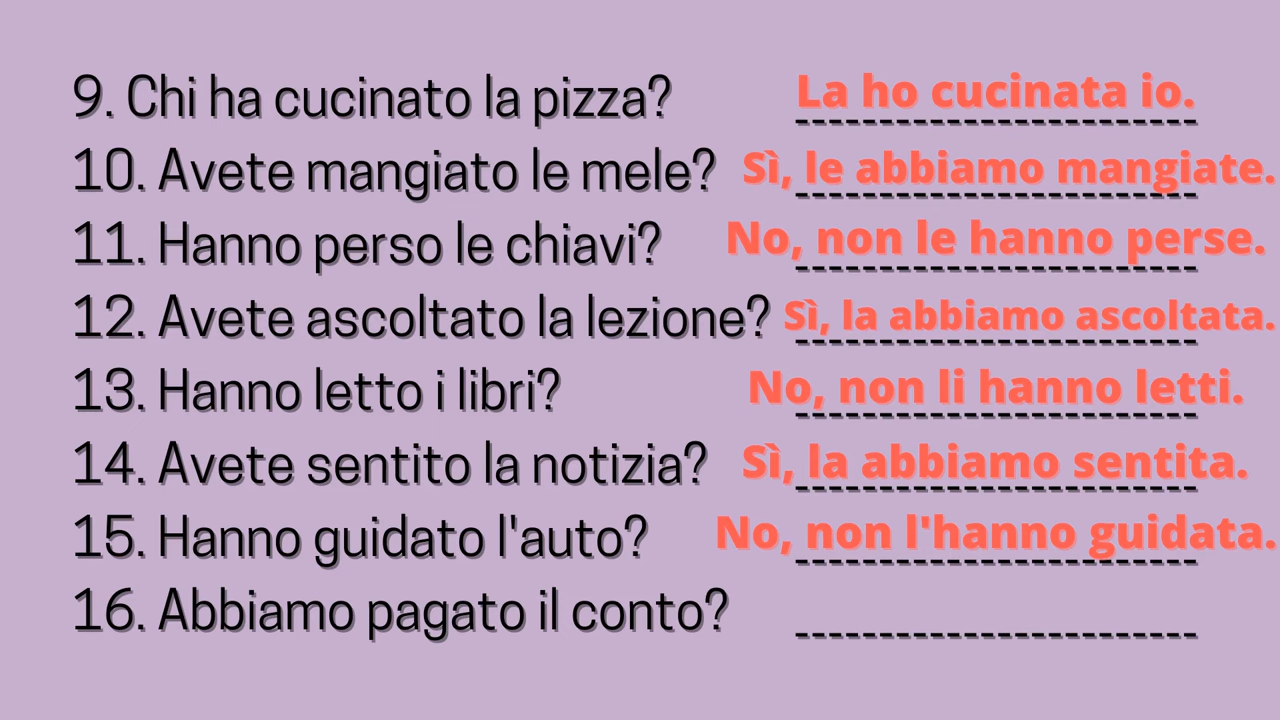 9. Chi ha cucinato la pizza? La ho cucinata io.
10. Avete mangiato le mele? Sì, le abbiamo mangiate.
11. Hanno perso le chiavi? No, non le hanno perse.
12. Avete ascoltato la lezione? Sì, la abbiamo ascoltata.
13. Hanno letto i libri? No, non li hanno letti.
14. Avete sentito la notizia? Sì, la abbiamo sentita.
15. Hanno guidato l'auto? No, non l'hanno guidata.
16. Abbiamo pagato il conto? ------------------------